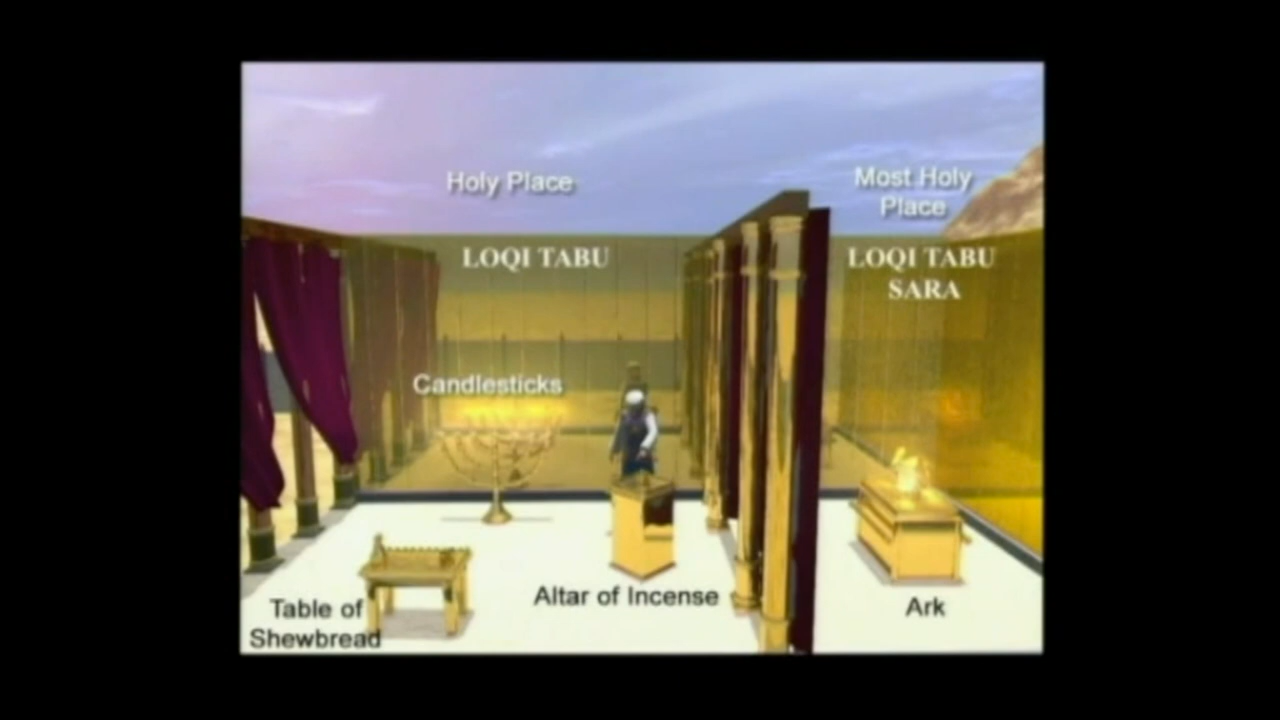 Holy Place
Most Holy
Place
LOQI TABU
LOQI TABU
SARA
Candlesticks
Altar of Incense
Ark
Table of
Shewbread